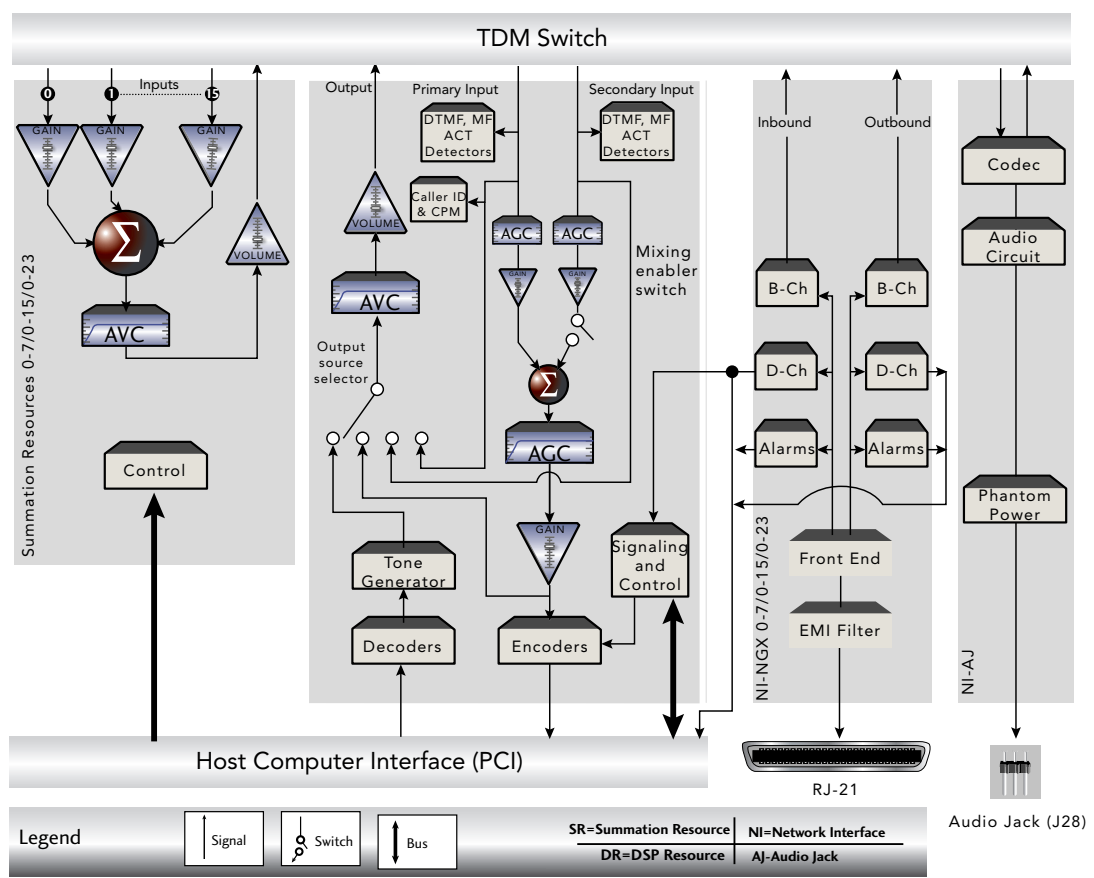 TDM Switch
0
1
Inputs
15
GAIN
GAIN
GAIN
Σ
VOLUME
AVC
Control
Summation Resources 0-7/0-15/0-23
Output
Primary Input
Secondary Input
DTMF, MF
ACT
Detectors
DTMF, MF
ACT
Detectors
Caller ID
& CPM
VOLUME
AGC
AGC
GAIN
GAIN
Mixing
enabler
switch
AVC
Output
source
selector
Σ
AGC
GAIN
Signaling
and
Control
Tone
Generator
Decoders
Encoders
Inbound
Outbound
B-Ch
B-Ch
D-Ch
D-Ch
Alarms
Alarms
Front End
EMI Filter
NI-NGX 0-7/0-15/0-23
Codec
Audio
Circuit
Phantom
Power
NI-AJ
Host Computer Interface (PCI)
RJ-21
Audio Jack (J28)
Legend
Signal
Switch
Bus
SR=Summation Resource
NI=Network Interface
DR=DSP Resource
AJ-Audio Jack